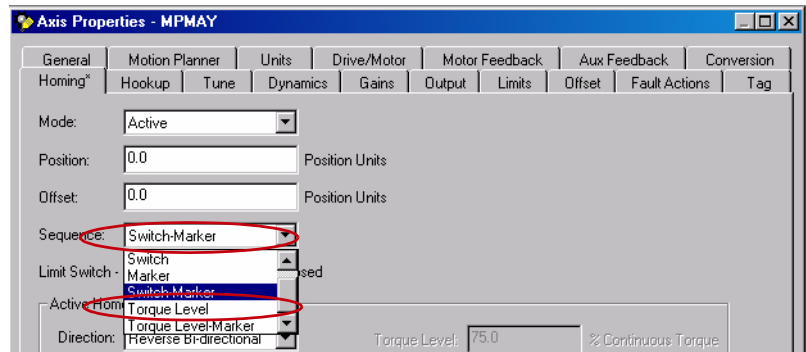 Axis Properties - MPMAY
General Motion Planner Units Drive/Motor Motor Feedback Aux Feedback Conversion
Homing* Hookup Tune Dynamics Gains Output Limits Offset Fault Actions Tag
Mode: Active
Position: 0.0 Position Units
Offset: 0.0 Position Units
Sequence: Switch-Marker
Switch
Limit Switch - Marker
Switch-Marker
Active Torque Level
Torque Level-Marker
Direction: Reverse Bi-directional Torque Level: 75.0 % Continuous Torque